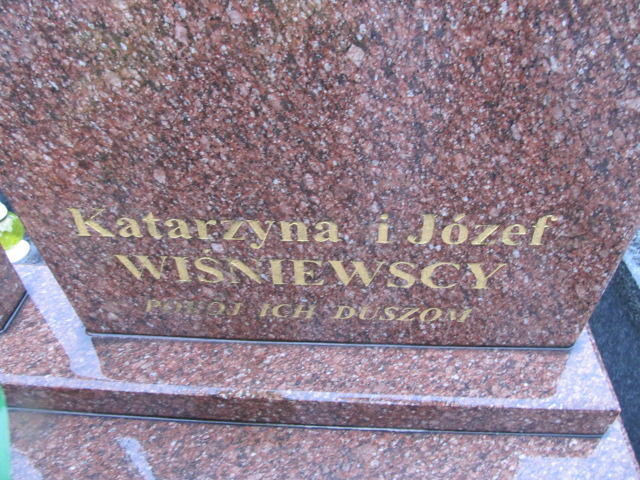 Katarzyna i Józef
WIŚNIEWSCY
POKÓJ ICH DUSZOM